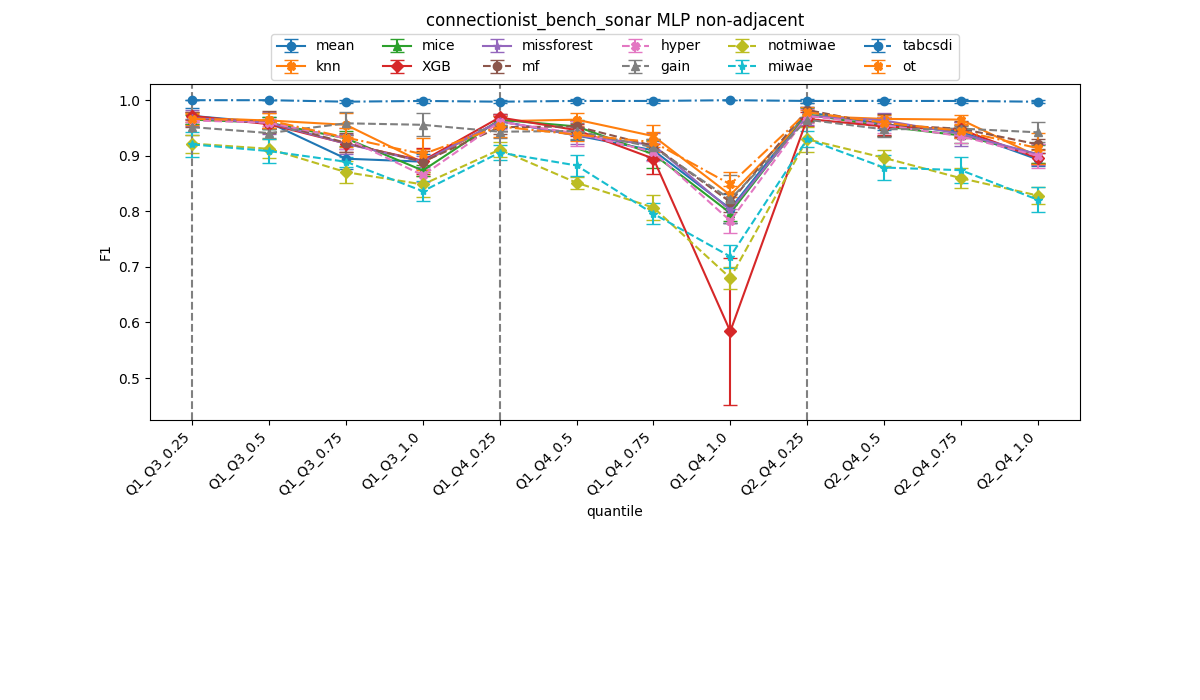 connectionist_bench_sonar MLP non-adjacent
mean mice missforest hyper notmiwae tabcsdi
knn XGB mf gain miwae ot
1.0
0.9
0.8
0.7
0.6
0.5
F1
Q1_Q3_0.25
Q1_Q3_0.5
Q1_Q3_0.75
Q1_Q3_1.0
Q1_Q4_0.25
Q1_Q4_0.5
Q1_Q4_0.75
Q1_Q4_1.0
Q2_Q4_0.25
Q2_Q4_0.5
Q2_Q4_0.75
Q2_Q4_1.0
quantile